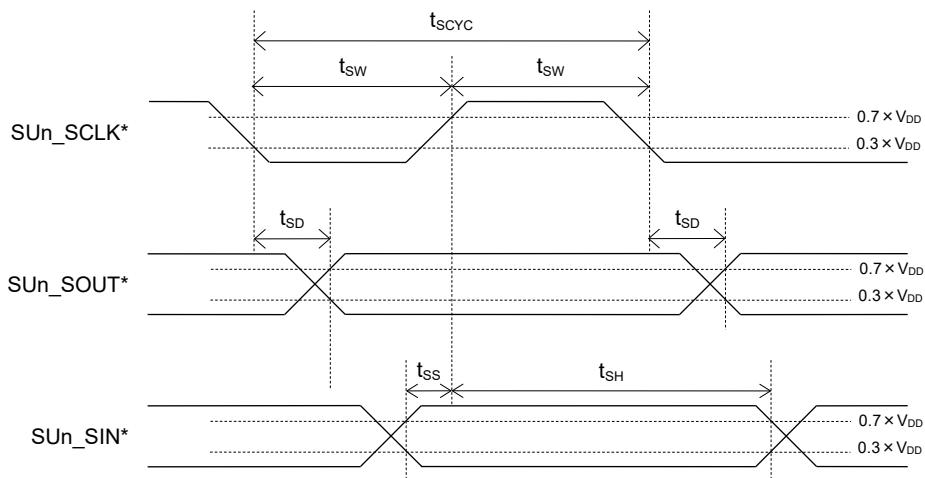 tSCYC
tSW tSW
SUn_SCLK*
0.7×VDD
0.3×VDD
tSD tSD
SUn_SOUT*
0.7×VDD
0.3×VDD
tSS tSH
SUn_SIN*
0.7×VDD
0.3×VDD